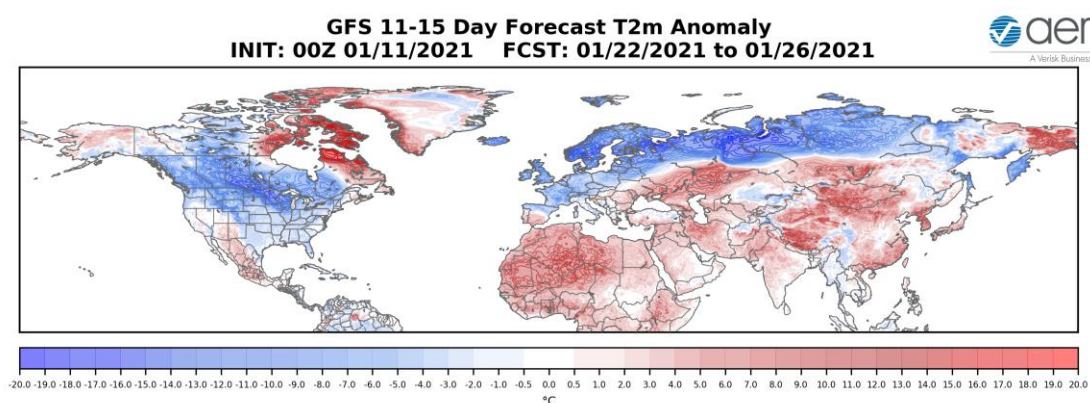 GFS 11-15 Day Forecast T2m Anomaly
INIT: 00Z 01/11/2021 FCST: 01/22/2021 to 01/26/2021
aer
A Verisk Business
-20.0 -19.0 -18.0 -17.0 -16.0 -15.0 -14.0 -13.0 -12.0 -11.0 -10.0 -9.0 -8.0 -7.0 -6.0 -5.0 -4.0 -3.0 -2.0 -1.0 -0.5 0.0 0.5 1.0 2.0 3.0 4.0 5.0 6.0 7.0 8.0 9.0 10.0 11.0 12.0 13.0 14.0 15.0 16.0 17.0 18.0 19.0 20.0
°C